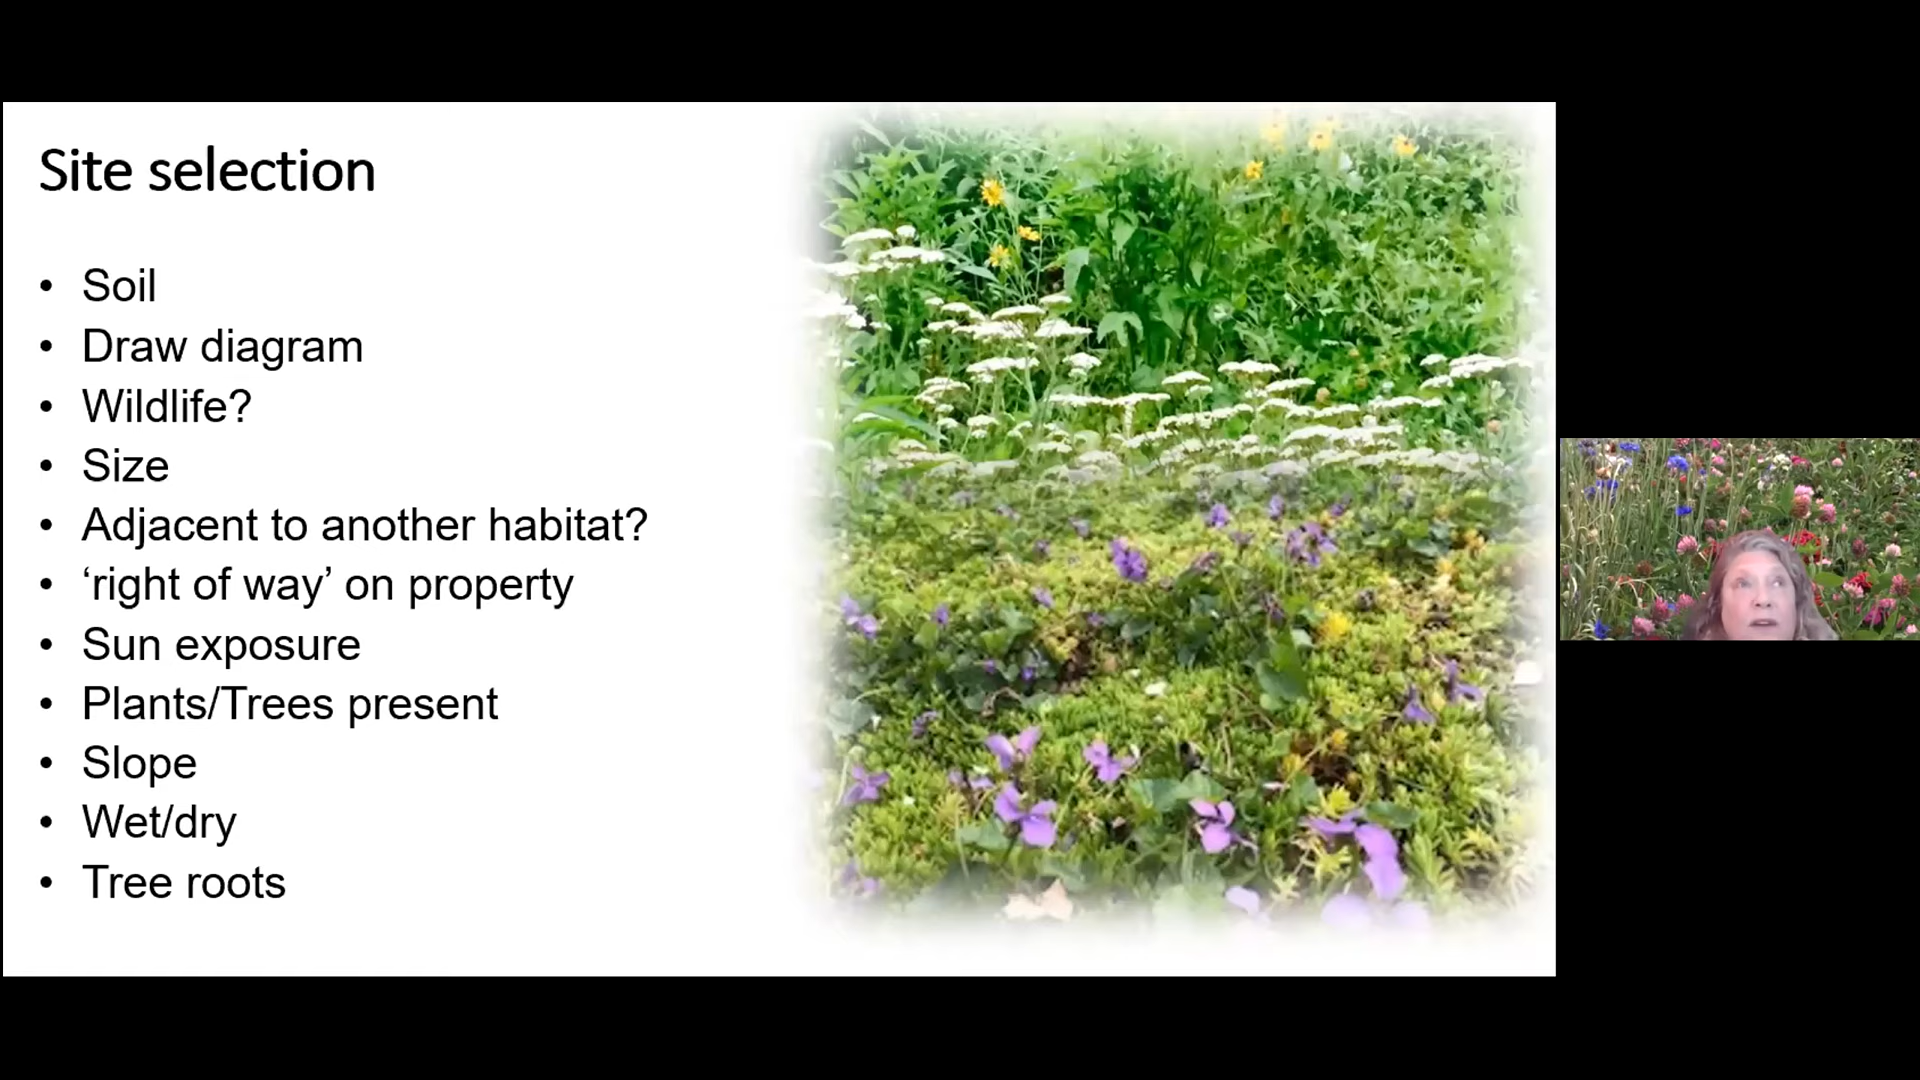 Site selection
• Soil
• Draw diagram
• Wildlife?
• Size
• Adjacent to another habitat?
• ‘right of way’ on property
• Sun exposure
• Plants/Trees present
• Slope
• Wet/dry
• Tree roots